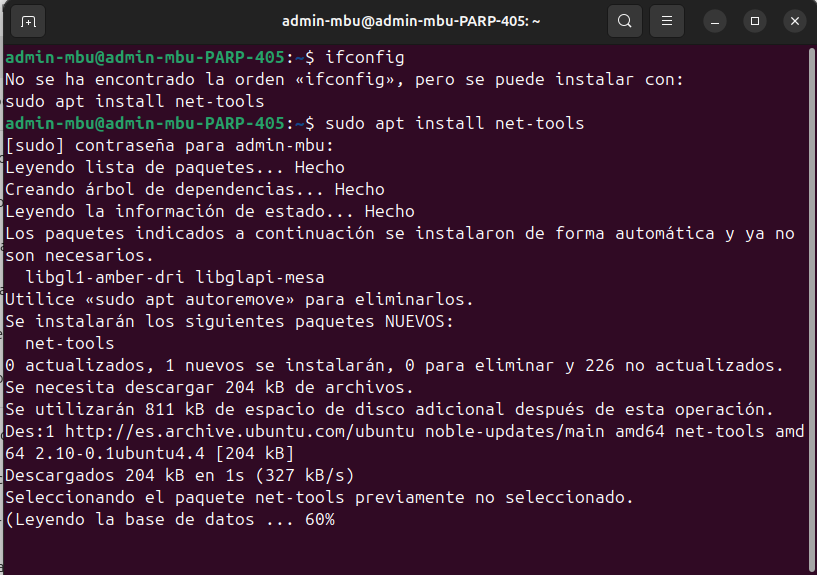 admin-mbu@admin-mbu-PARP-405: ~
admin-mbu@admin-mbu-PARP-405:~$ ifconfig
No se ha encontrado la orden «ifconfig», pero se puede instalar con:
sudo apt install net-tools
admin-mbu@admin-mbu-PARP-405:~$ sudo apt install net-tools
[sudo] contraseña para admin-mbu:
Leyendo lista de paquetes... Hecho
Creando árbol de dependencias... Hecho
Leyendo la información de estado... Hecho
Los paquetes indicados a continuación se instalaron de forma automática y ya no
son necesarios.
  libgl1-amber-dri libglapi-mesa
Utilice «sudo apt autoremove» para eliminarlos.
Se instalarán los siguientes paquetes NUEVOS:
  net-tools
0 actualizados, 1 nuevos se instalarán, 0 para eliminar y 226 no actualizados.
Se necesita descargar 204 kB de archivos.
Se utilizarán 811 kB de espacio de disco adicional después de esta operación.
Des:1 http://es.archive.ubuntu.com/ubuntu noble-updates/main amd64 net-tools amd
64 2.10-0.1ubuntu4.4 [204 kB]
Descargados 204 kB en 1s (327 kB/s)
Seleccionando el paquete net-tools previamente no seleccionado.
(Leyendo la base de datos ... 60%